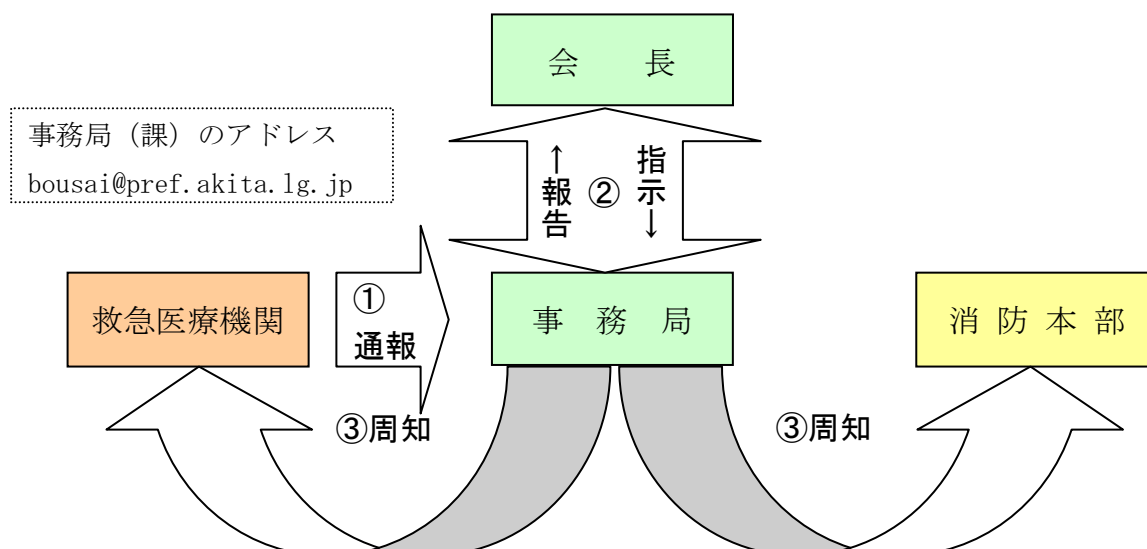 会　長
事務局（課）のアドレス
bousai@pref.akita.lg.jp
↑報告
②
指示↓
救急医療機関
①
通報
事　務　局
消 防 本 部
③周知
③周知